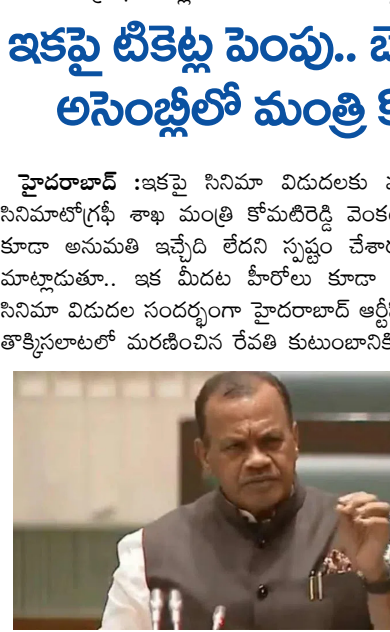 ఇకపై టికెట్ల పెంపు..
అసెంబ్లీలో మంత్రి
హైదరాబాద్ :ఇకపై సినిమా విడుదలకు
సినిమాటోగ్రఫీ శాఖ మంత్రి కోమటిరెడ్డి
కూడా అనుమతి ఇచ్చేది లేదని స్పష్టం
మాట్లాడుతూ.. ఇక మీదట హీరోలు కూడా
సినిమా విడుదల సందర్భంగా హైదరాబాద్
తొక్కిసలాటలో మరణించిన రేవతి